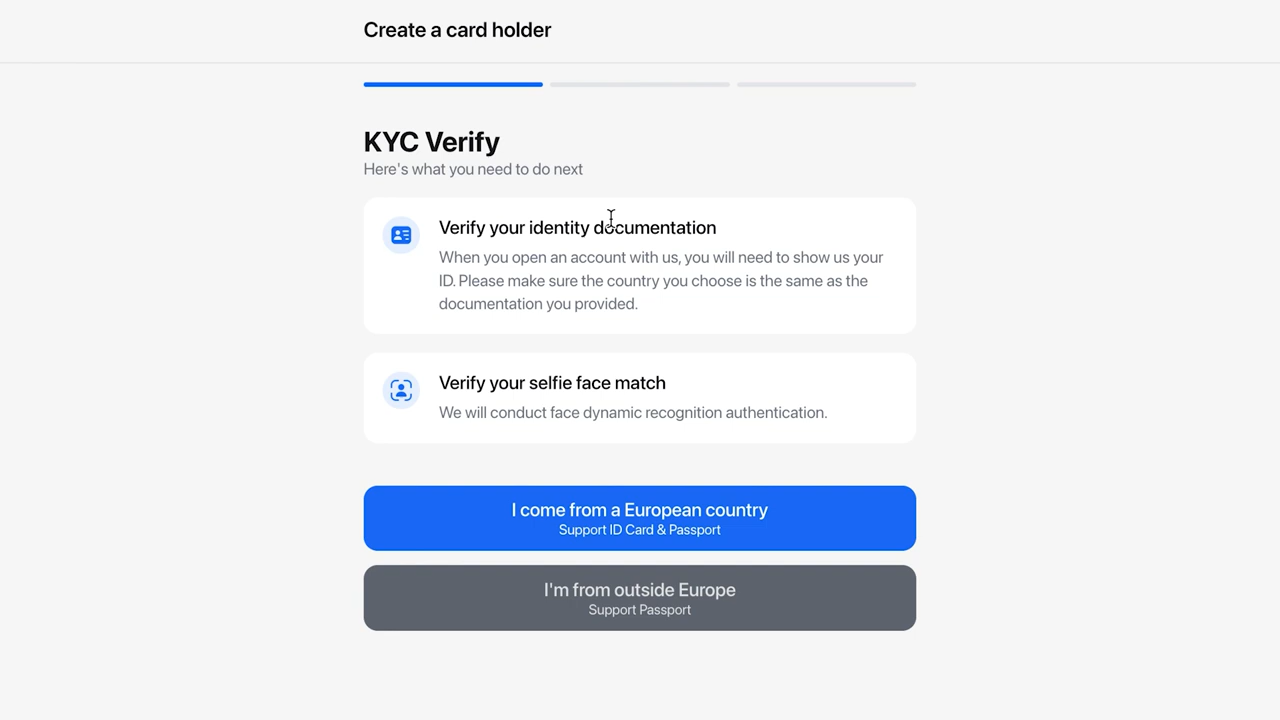 Create a card holder
KYC Verify
Here's what you need to do next
Verify your identity documentation
When you open an account with us, you will need to show us your
ID. Please make sure the country you choose is the same as the
documentation you provided.
Verify your selfie face match
We will conduct face dynamic recognition authentication.
I come from a European country
Support ID Card & Passport
I'm from outside Europe
Support Passport